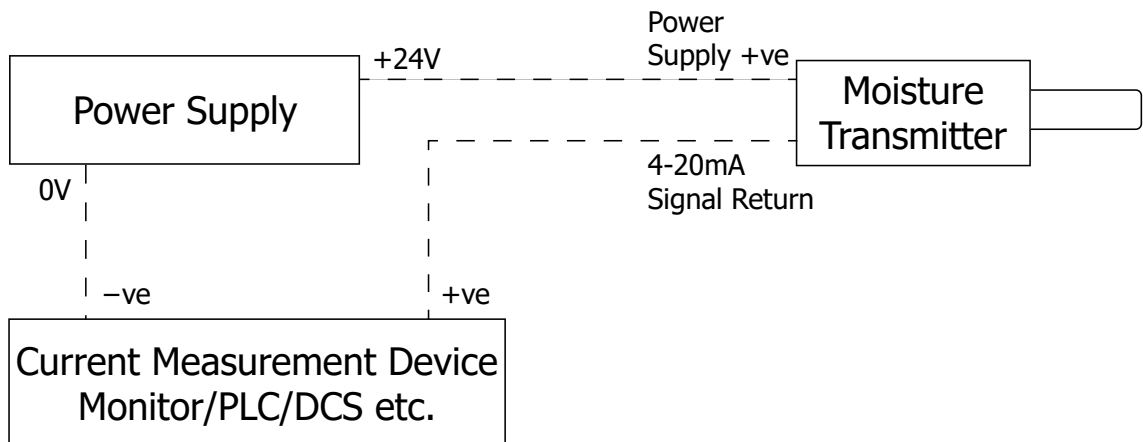 Power
Supply +ve
+24V
Power Supply
Moisture
Transmitter
0V
4-20mA
Signal Return
−ve
+ve
Current Measurement Device
Monitor/PLC/DCS etc.